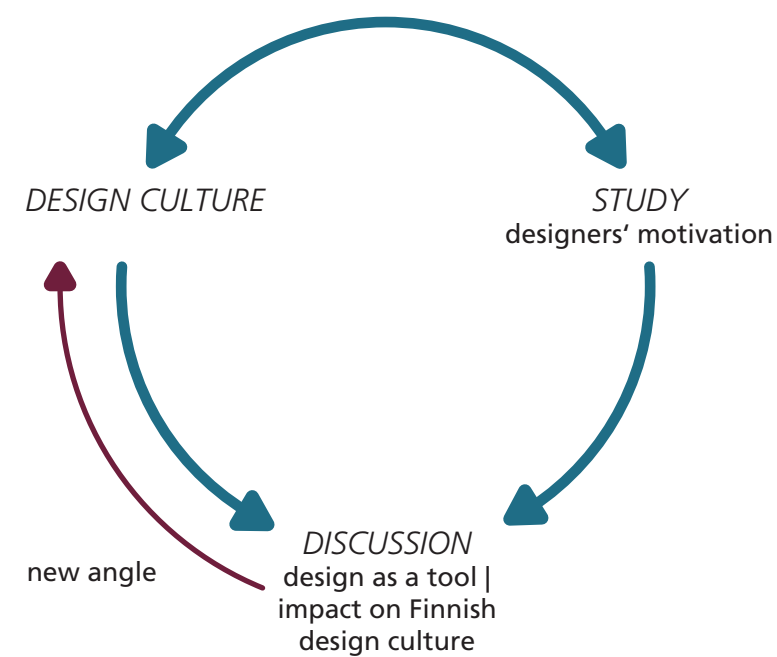 DESIGN CULTURE
STUDY
designers‘ motivation
new angle
DISCUSSION
design as a tool |
impact on Finnish
design culture